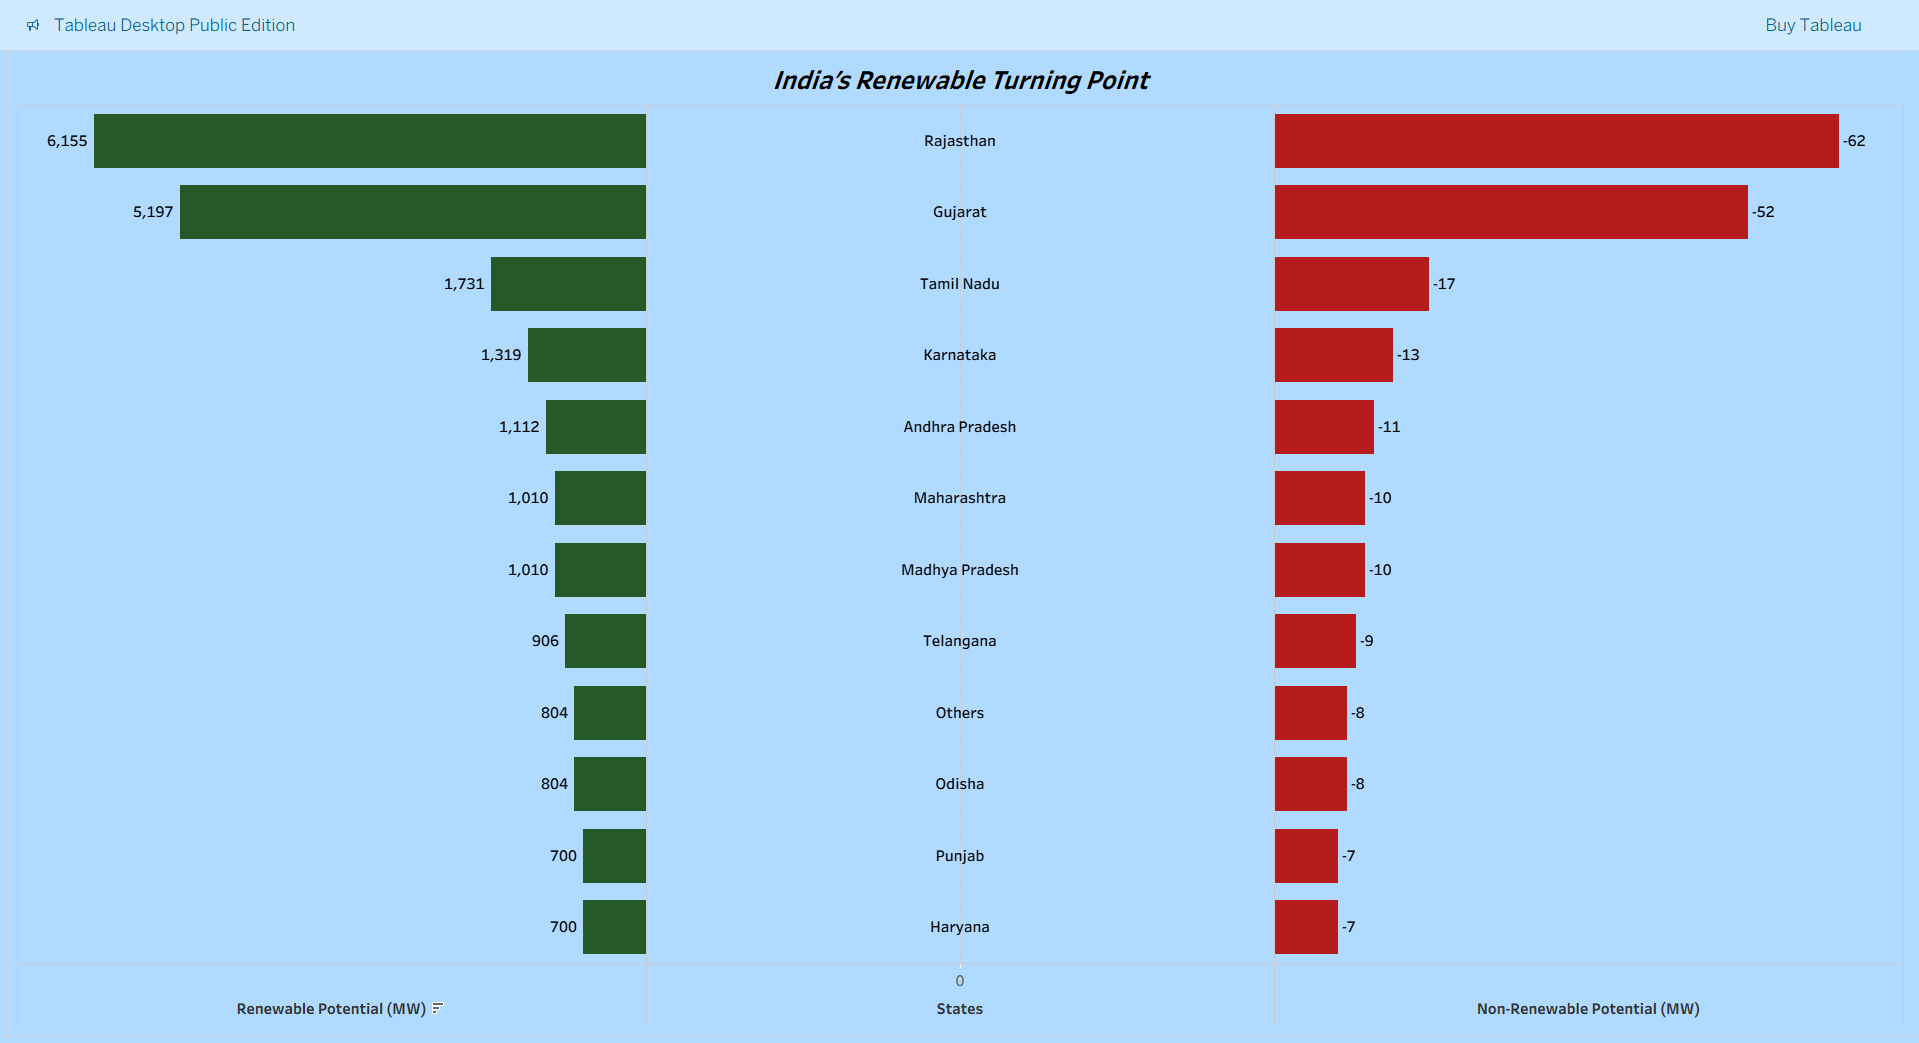 Tableau Desktop Public Edition
Buy Tableau
India’s Renewable Turning Point
6,155 Rajasthan -62
5,197 Gujarat -52
1,731 Tamil Nadu -17
1,319 Karnataka -13
1,112 Andhra Pradesh -11
1,010 Maharashtra -10
1,010 Madhya Pradesh -10
906 Telangana -9
804 Others -8
804 Odisha -8
700 Punjab -7
700 Haryana -7
0
Renewable Potential (MW) States Non-Renewable Potential (MW)